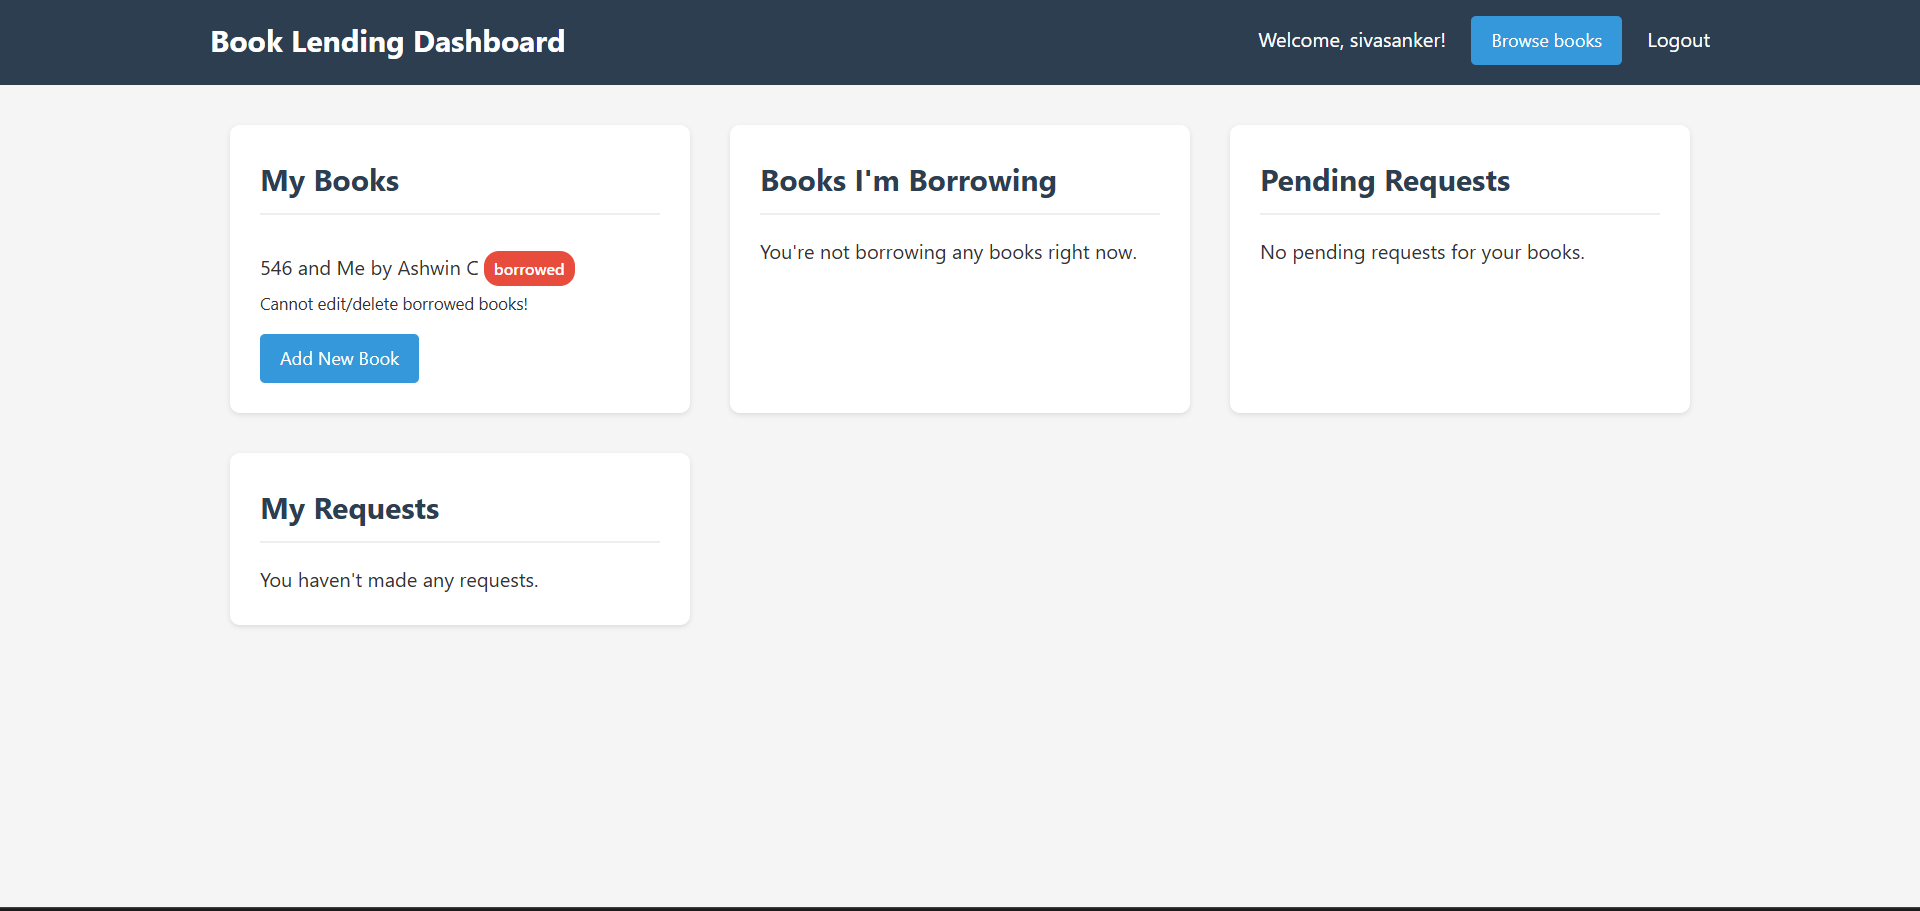 Book Lending Dashboard
Welcome, sivasanker!
Browse books
Logout
My Books
546 and Me by Ashwin C borrowed
Cannot edit/delete borrowed books!
Add New Book
Books I'm Borrowing
You're not borrowing any books right now.
Pending Requests
No pending requests for your books.
My Requests
You haven't made any requests.